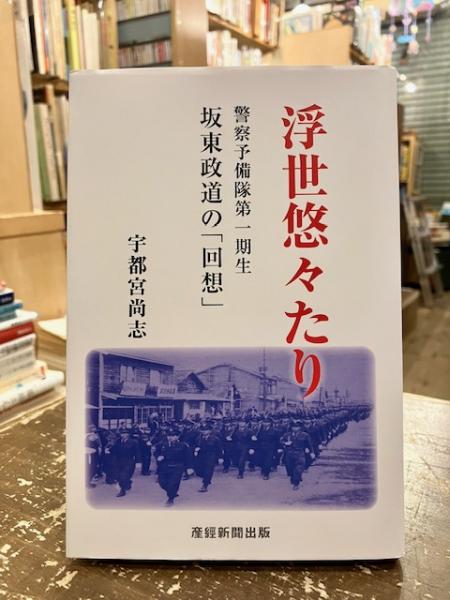 浮世悠々たり
警察予備隊第一期生
坂東政道の「回想」
宇都宮尚志
産經新聞出版